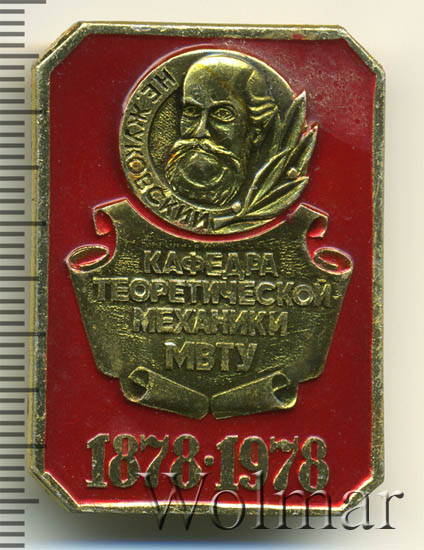 Н.Е. ЖУКОВСКИЙ
КАФЕДРА
ТЕОРЕТИЧЕСКОЙ
МЕХАНИКИ
МВТУ
1878·1978
Wolmar